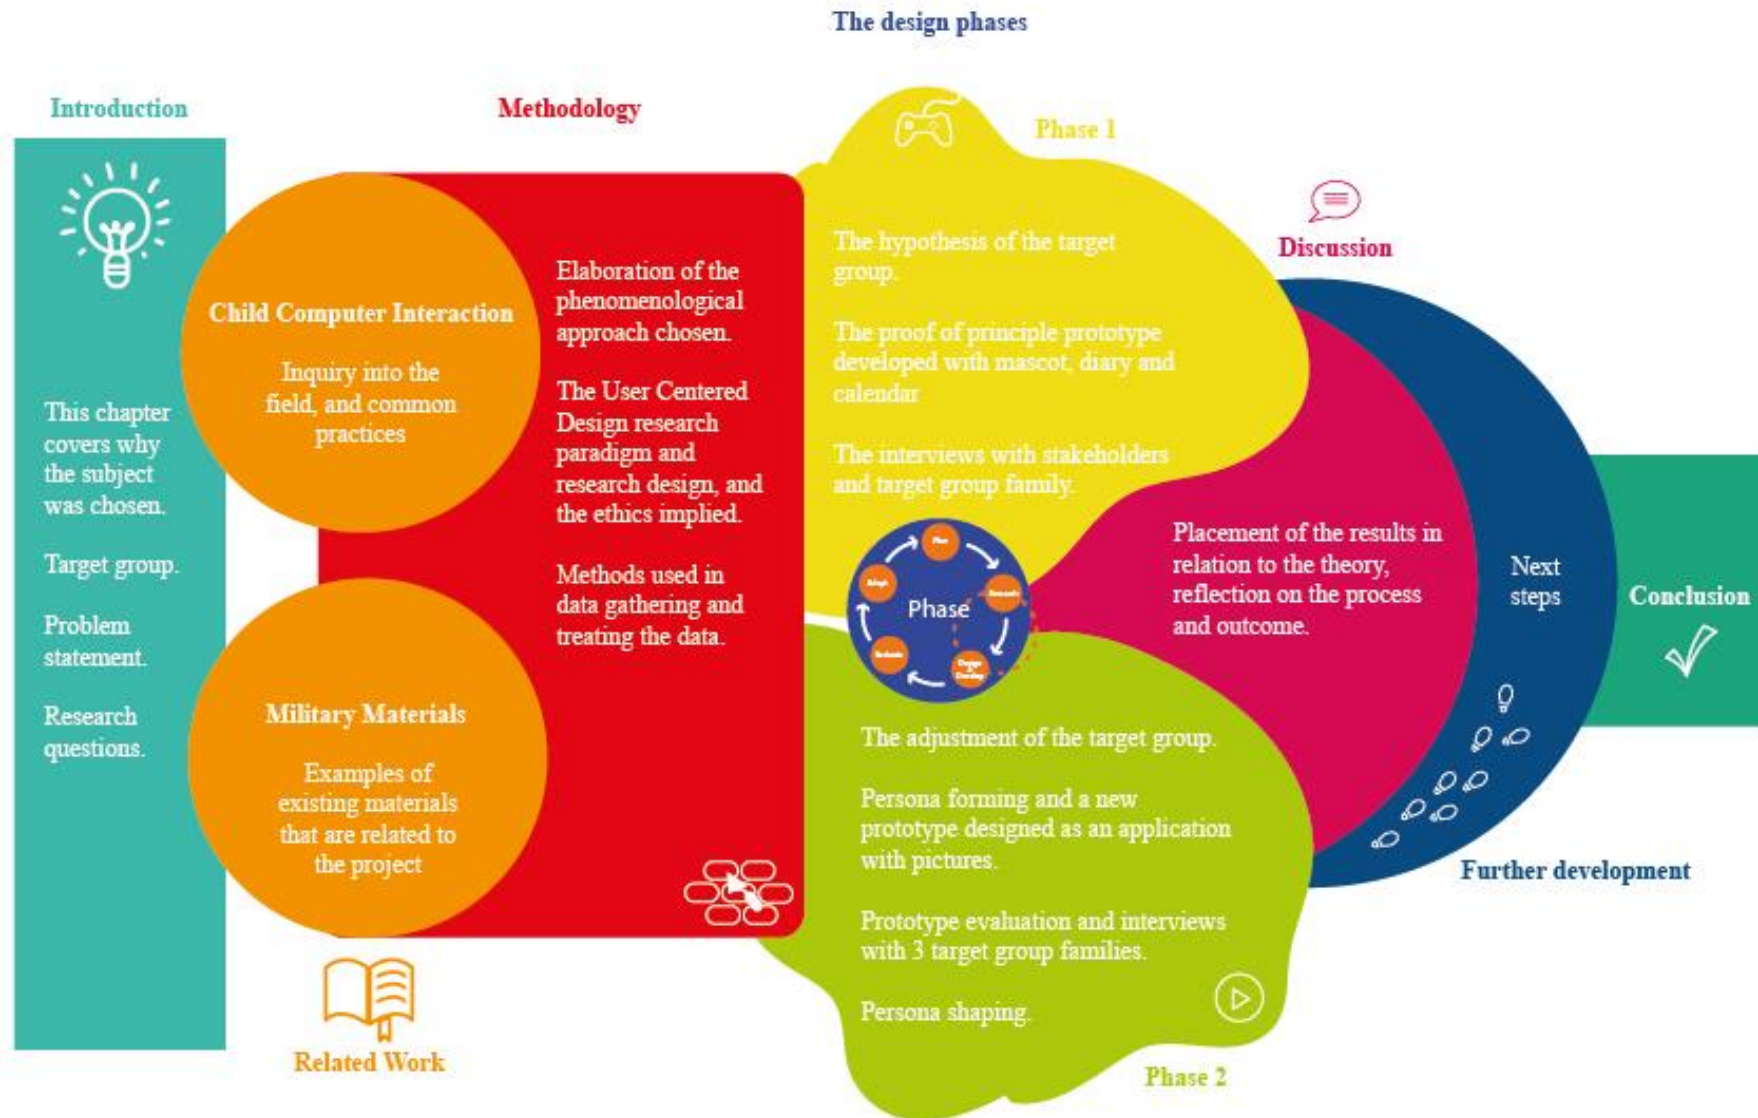 The design phases
Introduction
This chapter
covers why
the subject
was chosen.
Target group.
Problem
statement.
Research
questions.
Child Computer Interaction
Inquiry into the
field, and common
practices
Military Materials
Examples of
existing materials
that are related to
the project
Related Work
Methodology
Elaboration of the
phenomenological
approach chosen.
The User Centered
Design research
paradigm and
research design, and
the ethics implied.
Methods used in
data gathering and
treating the data.
Phase 1
The hypothesis of the target
group.
The proof of principle prototype
developed with mascot, diary and
calendar
The interviews with stakeholders
and target group family.
Phase
Plan
Design
Develop
The adjustment of the target group.
Persona forming and a new
prototype designed as an application
with pictures.
Prototype evaluation and interviews
with 3 target group families.
Persona shaping.
Phase 2
Discussion
Placement of the results in
relation to the theory,
reflection on the process
and outcome.
Next
steps
Further development
Conclusion